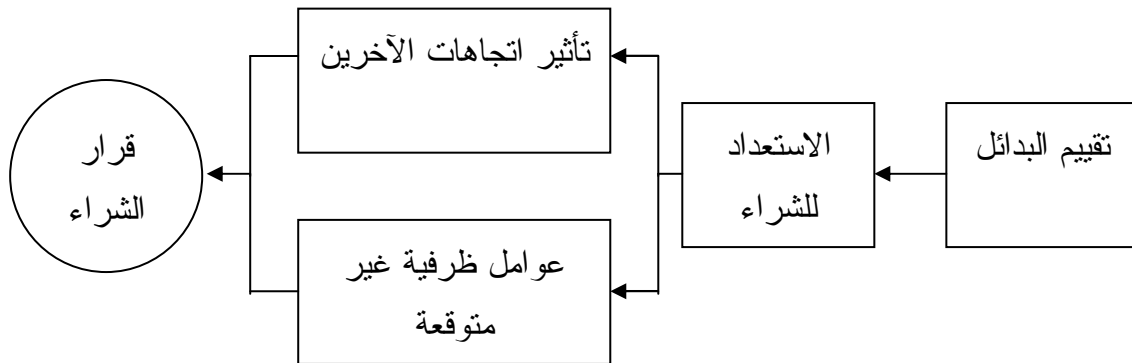 تقييم البدائل
الاستعداد
للشراء
تأثير اتجاهات الآخرين
عوامل ظرفية غير
متوقعة
قرار
الشراء